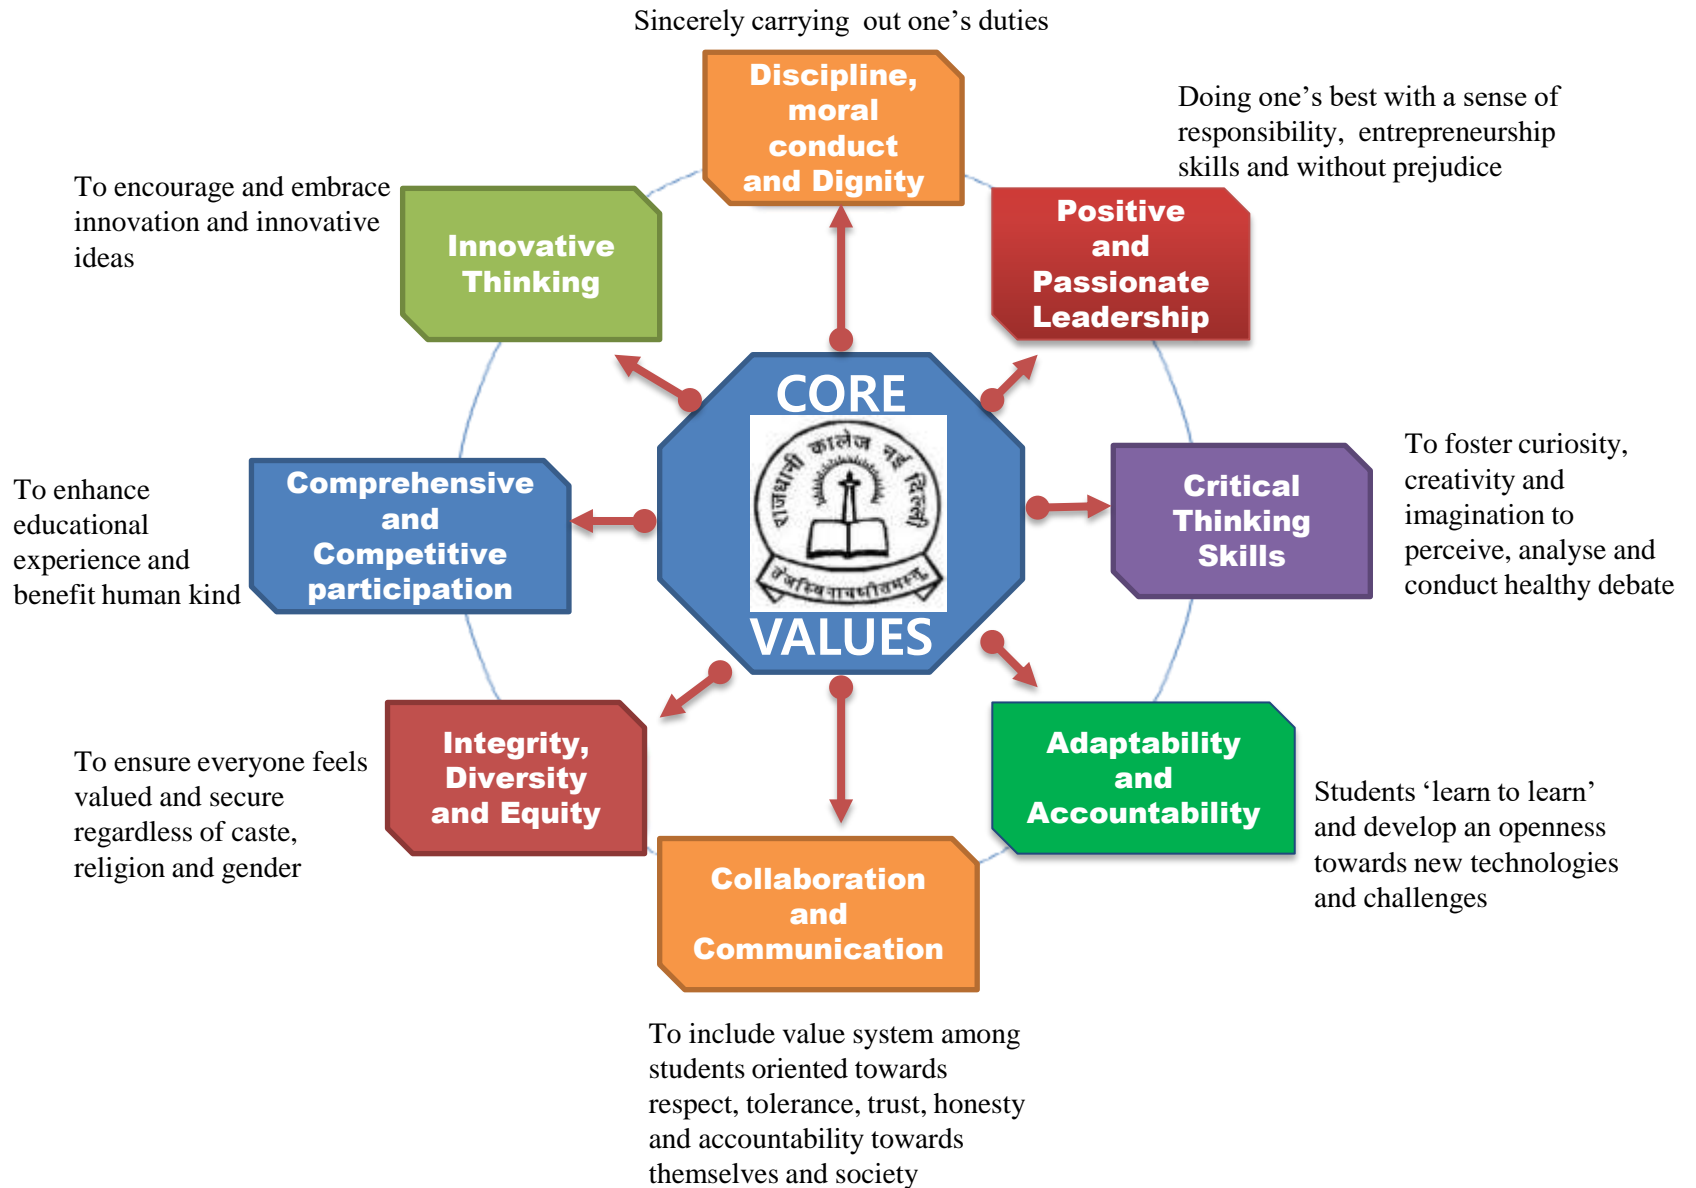 Sincerely carrying out one’s duties
Discipline,
moral
conduct
and Dignity
Doing one’s best with a sense of
responsibility, entrepreneurship
skills and without prejudice
Positive
and
Passionate
Leadership
To encourage and embrace
innovation and innovative
ideas
Innovative
Thinking
CORE
राजधानी कालेज नई दिल्ली
तेजस्विनावधीतमस्तु
VALUES
To foster curiosity,
creativity and
imagination to
perceive, analyse and
conduct healthy debate
Critical
Thinking
Skills
To enhance
educational
experience and
benefit human kind
Comprehensive
and
Competitive
participation
Integrity,
Diversity
and Equity
To ensure everyone feels
valued and secure
regardless of caste,
religion and gender
Adaptability
and
Accountability
Students ‘learn to learn’
and develop an openness
towards new technologies
and challenges
Collaboration
and
Communication
To include value system among
students oriented towards
respect, tolerance, trust, honesty
and accountability towards
themselves and society